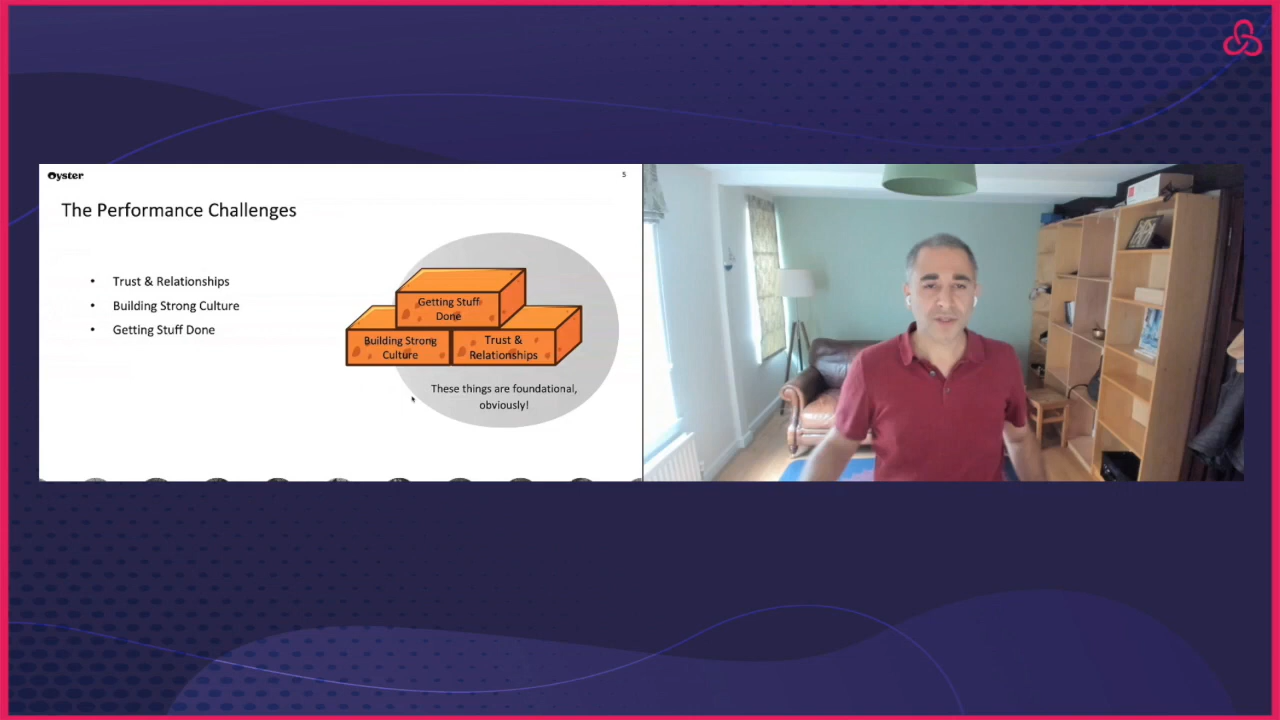 Oyster
5
The Performance Challenges
• Trust & Relationships
• Building Strong Culture
• Getting Stuff Done
Getting Stuff
Done
Building Strong
Culture
Trust &
Relationships
These things are foundational,
obviously!